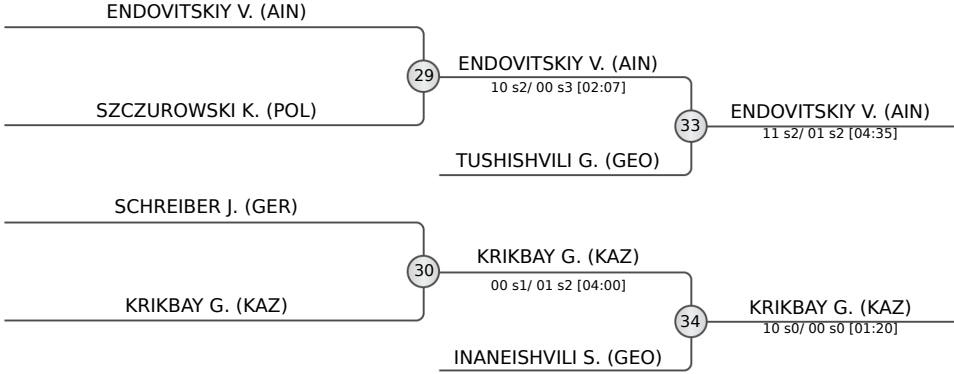 ENDOVITSKIY V. (AIN)
SZCZUROWSKI K. (POL)
29
ENDOVITSKIY V. (AIN)
10 s2/ 00 s3 [02:07]
TUSHISHVILI G. (GEO)
33
ENDOVITSKIY V. (AIN)
11 s2/ 01 s2 [04:35]
SCHREIBER J. (GER)
KRIKBAY G. (KAZ)
30
KRIKBAY G. (KAZ)
00 s1/ 01 s2 [04:00]
INANEISHVILI S. (GEO)
34
KRIKBAY G. (KAZ)
10 s0/ 00 s0 [01:20]